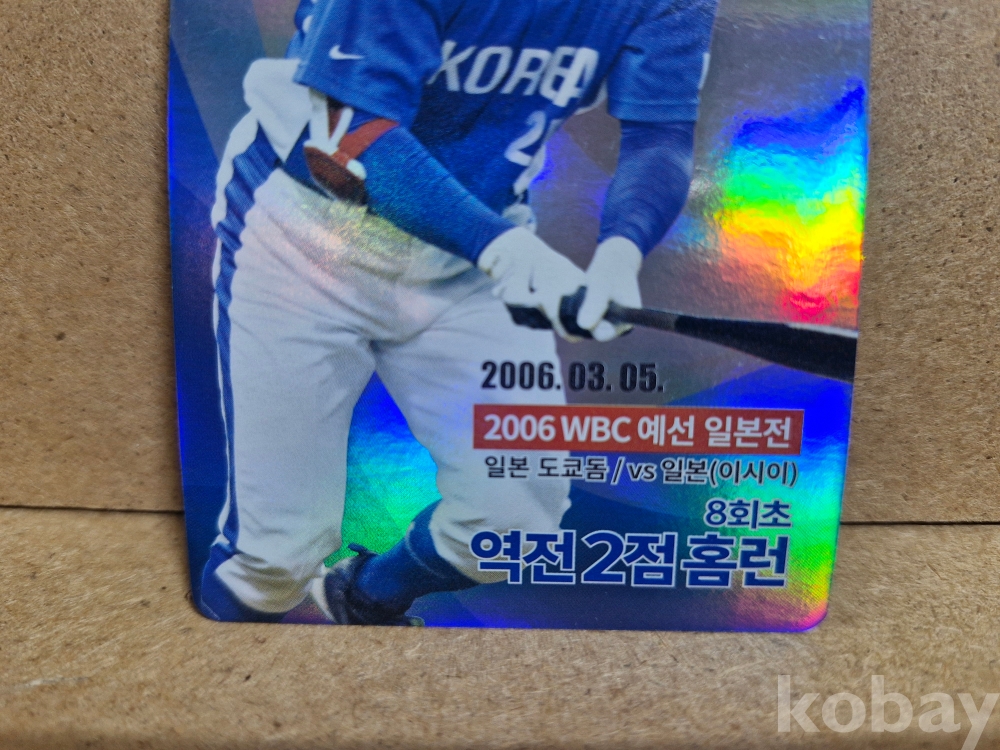 KOREA
25
2006. 03. 05.
2006 WBC 예선 일본전
일본 도쿄돔 / vs 일본(이시이)
8회초
역전 2점 홈런
kobay